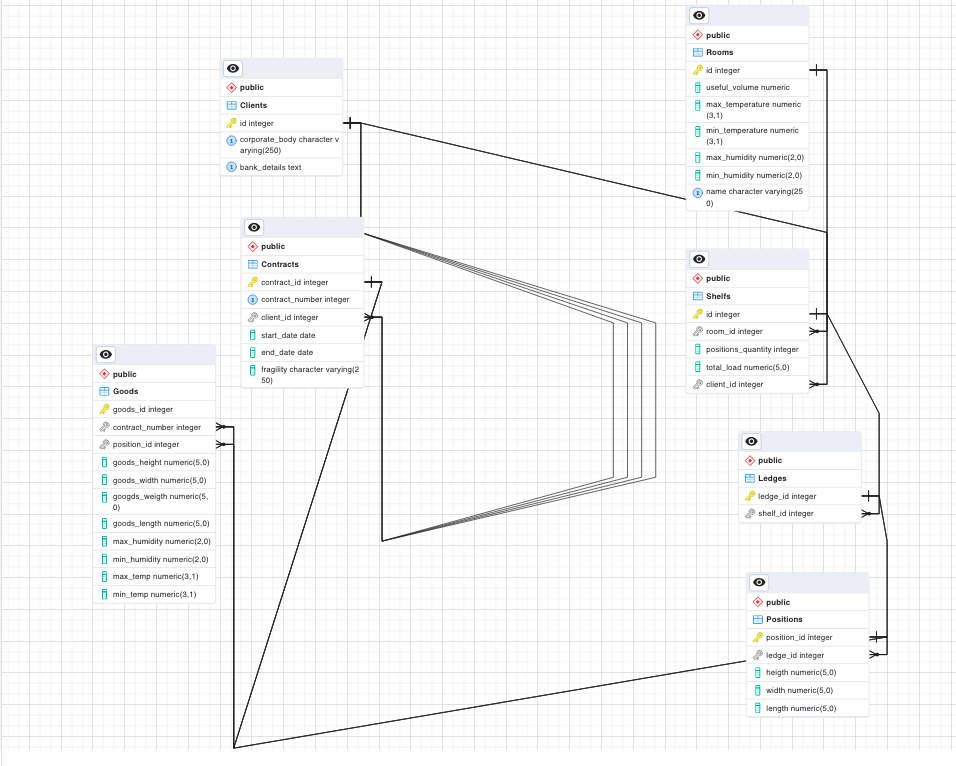 public
Clients
id integer
corporate_body character v
arying(250)
bank_details text
public
Contracts
contract_id integer
contract_number integer
client_id integer
start_date date
end_date date
fragility character varying(2
50)
public
Goods
goods_id integer
contract_number integer
position_id integer
goods_height numeric(5,0)
goods_width numeric(5,0)
googds_weigth numeric(5,
0)
goods_length numeric(5,0)
max_humidity numeric(2,0)
min_humidity numeric(2,0)
max_temp numeric(3,1)
min_temp numeric(3,1)
public
Rooms
id integer
useful_volume numeric
max_temperature numeric
(3,1)
min_temperature numeric
(3,1)
max_humidity numeric(2,0)
min_humidity numeric(2,0)
name character varying(25
0)
public
Shelfs
id integer
room_id integer
positions_quantity integer
total_load numeric(5,0)
client_id integer
public
Ledges
ledge_id integer
shelf_id integer
public
Positions
position_id integer
ledge_id integer
heigth numeric(5,0)
width numeric(5,0)
length numeric(5,0)